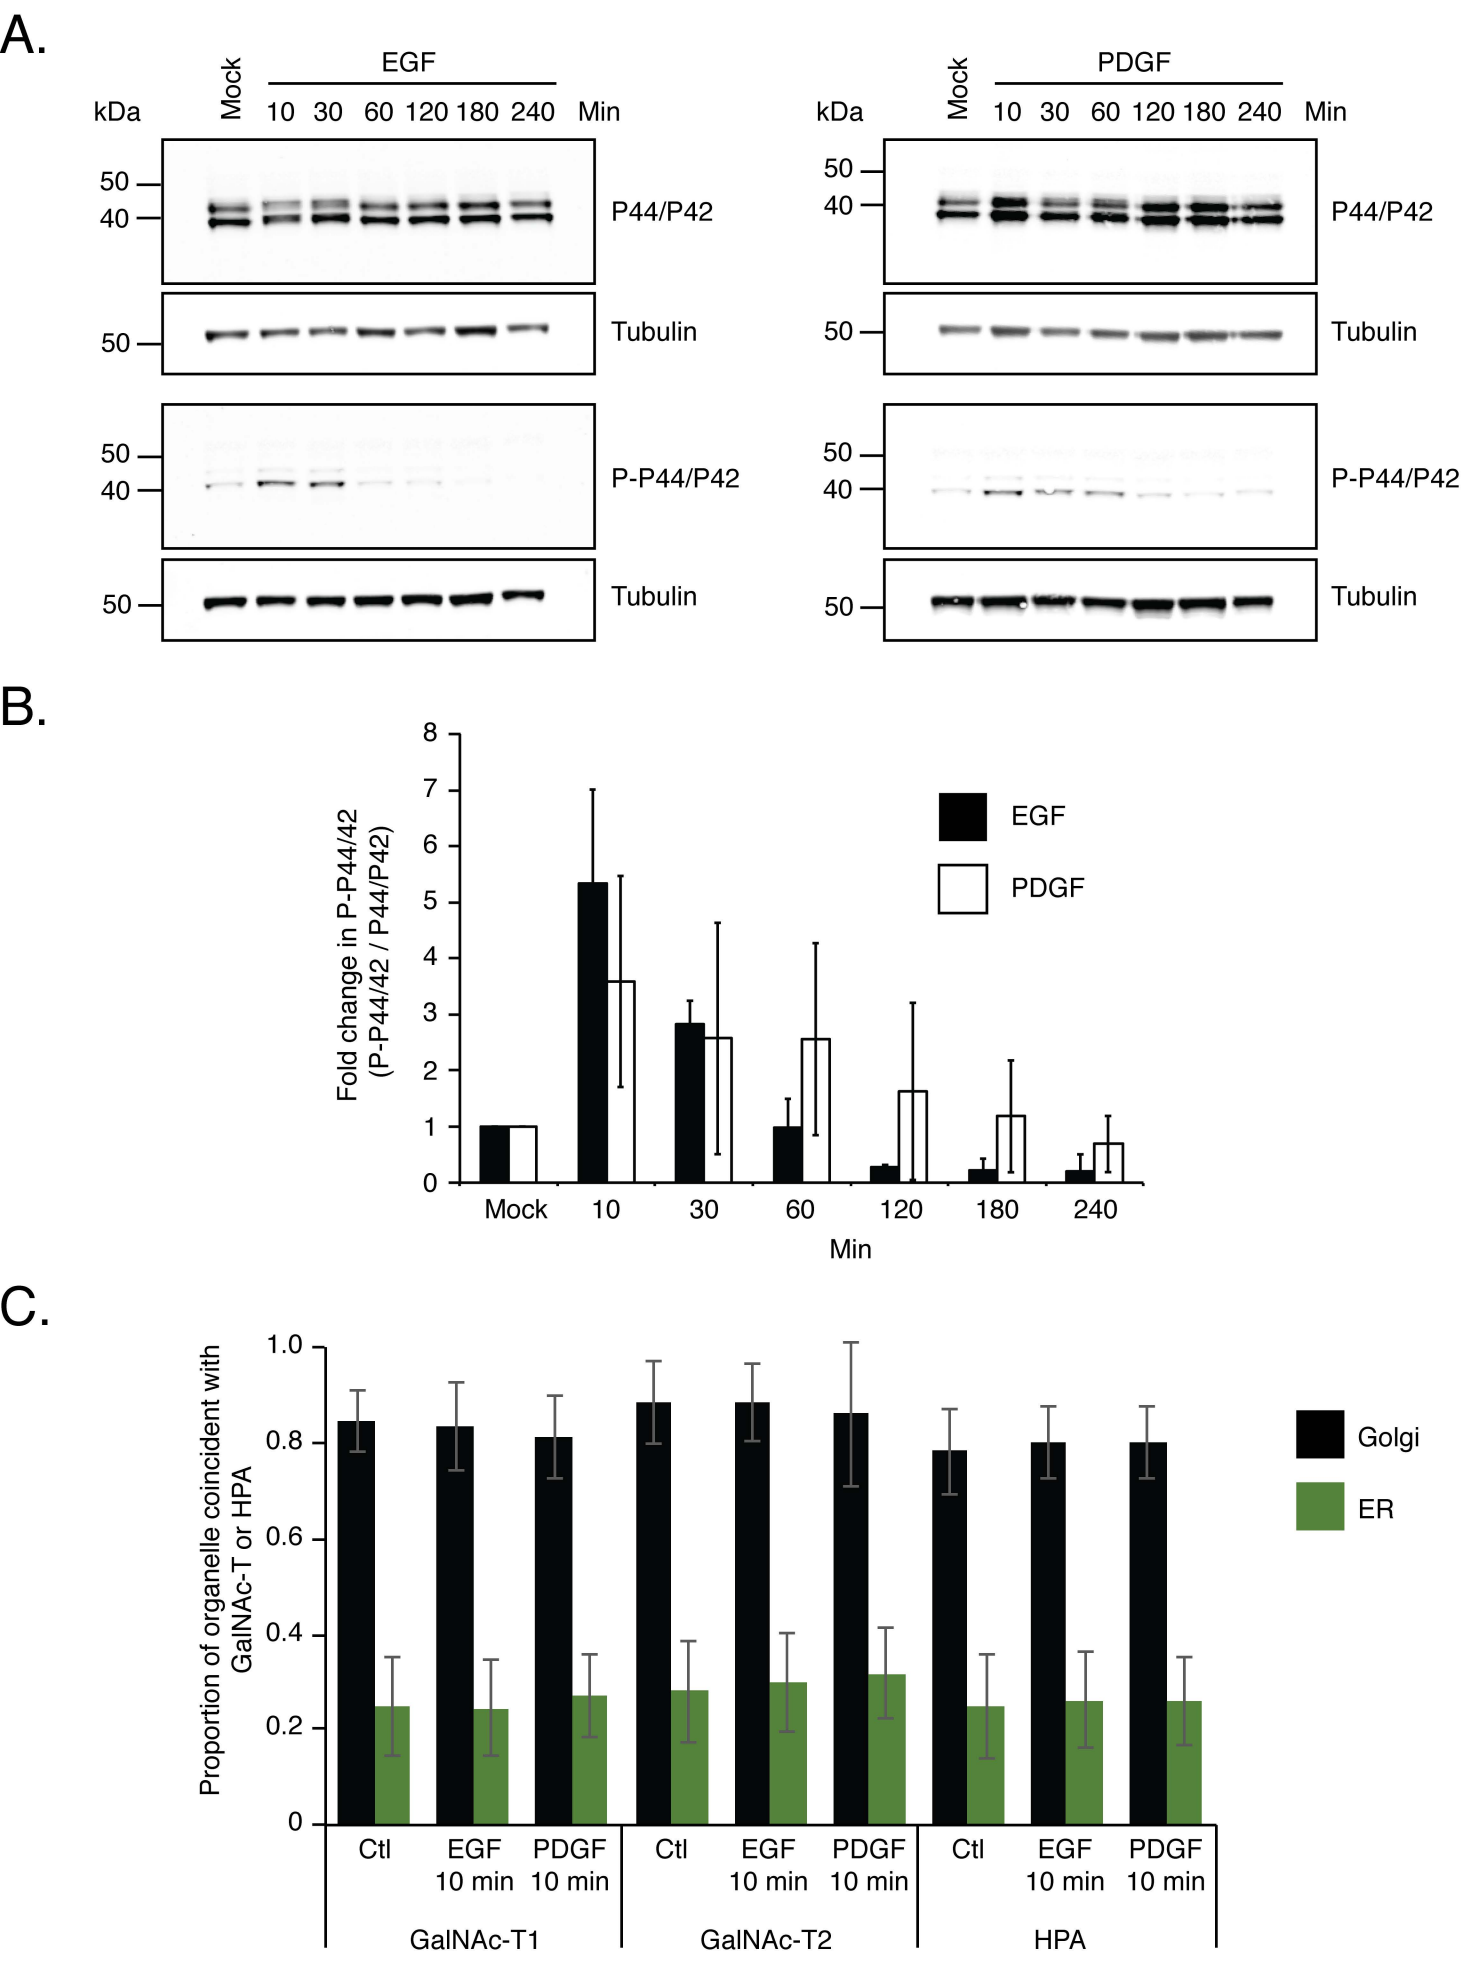 A.
EGF
Mock
kDa 10 30 60 120 180 240 Min
50
40
P44/P42
50
Tubulin
50
40
P-P44/P42
50
Tubulin
PDGF
Mock
kDa 10 30 60 120 180 240 Min
50
40
P44/P42
50
Tubulin
50
40
P-P44/P42
50
Tubulin
B.
Fold change in P-P44/42
(P-P44/42 / P44/P42)
8
7
6
5
4
3
2
1
0
EGF
PDGF
Mock 10 30 60 120 180 240
Min
C.
Proportion of organelle coincident with
GalNAc-T or HPA
1.0
0.8
0.6
0.4
0.2
0
Golgi
ER
Ctl EGF PDGF Ctl EGF PDGF Ctl EGF PDGF
10 min 10 min 10 min 10 min 10 min 10 min
GalNAc-T1 GalNAc-T2 HPA